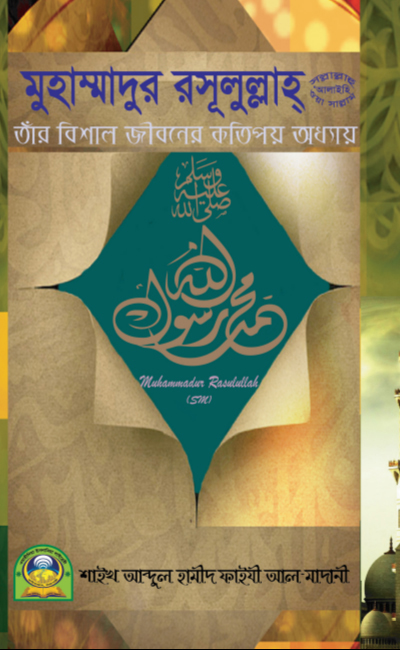 মুহাম্মাদুর রসূলুল্লাহ্
সল্লাল্লাহু
আলাইহি
ওয়া সাল্লাম
তাঁর বিশাল জীবনের কতিপয় অধ্যায়
صلى الله عليه وسلم
محمد رسول الله
Muhammadur Rasulullah
(SM)
শাইখ আব্দুল হামীদ ফাইযী আল-মাদানী